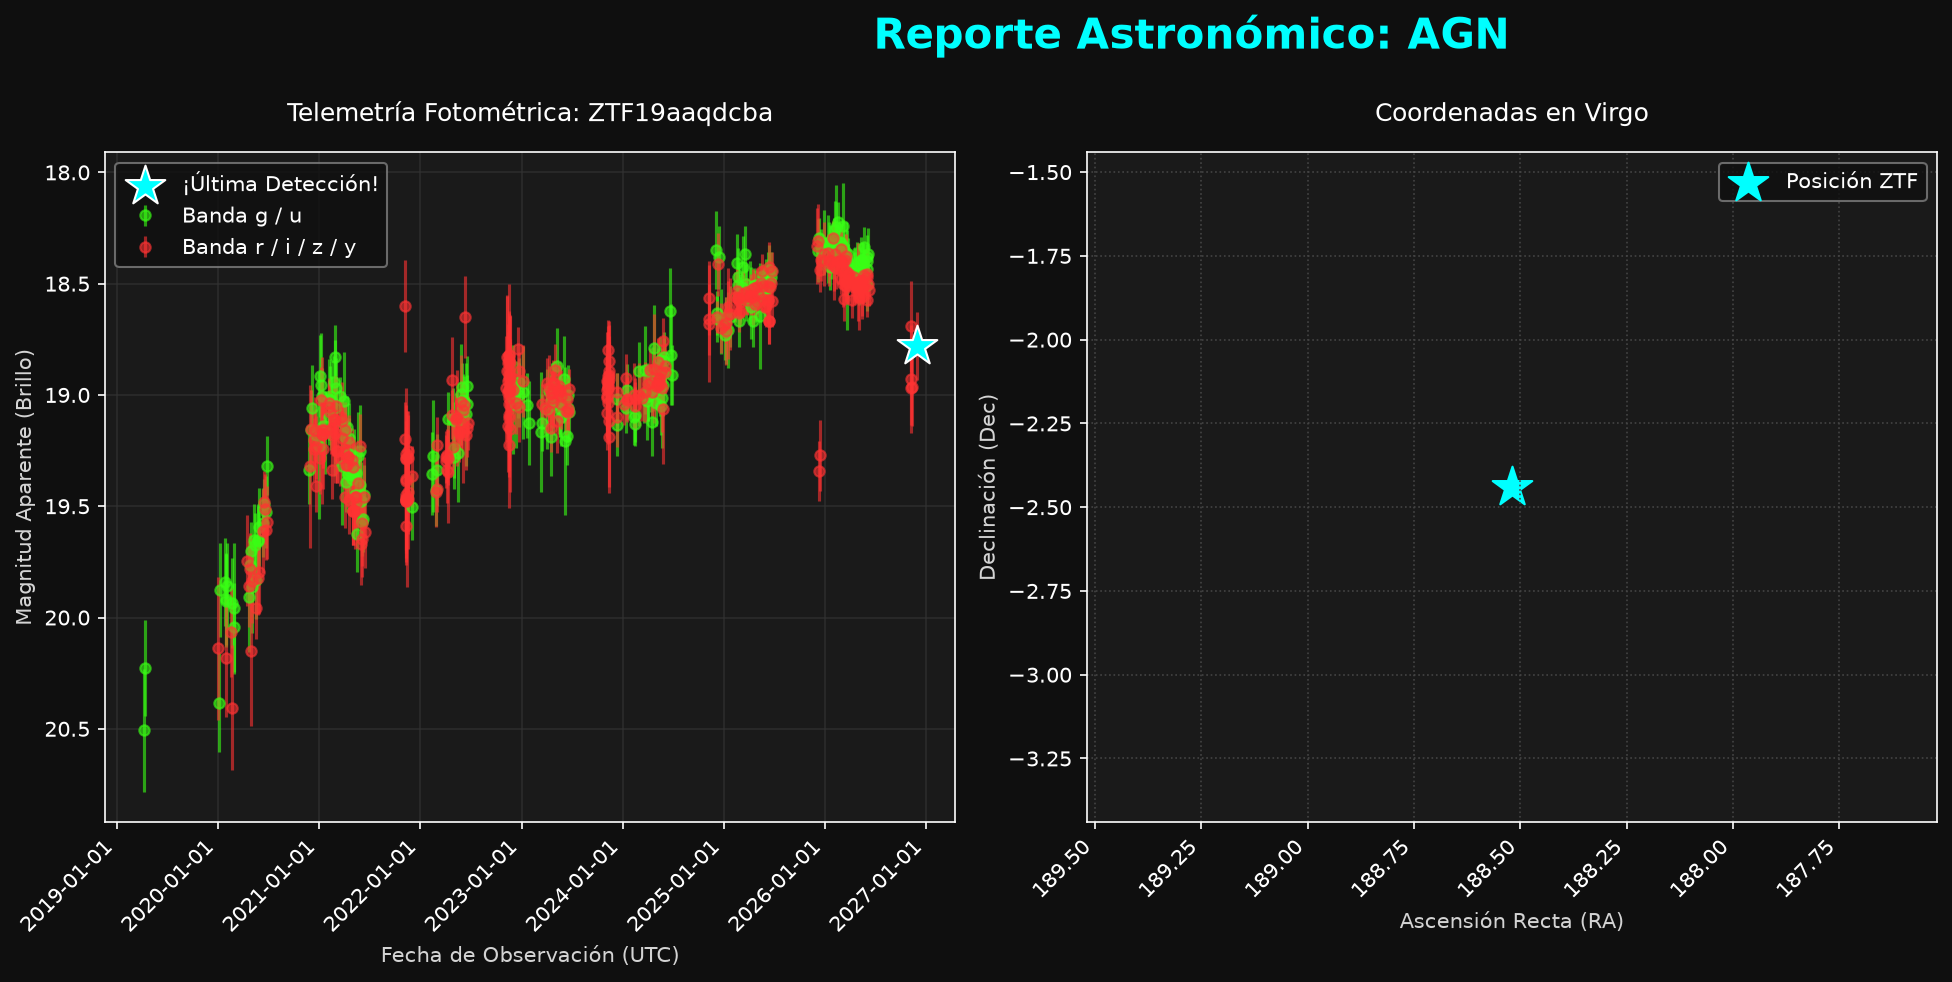 Reporte Astronómico: AGN
Telemetría Fotométrica: ZTF19aaqdcba
¡Última Detección!
Banda g / u
Banda r / i / z / y
Magnitud Aparente (Brillo)
18.0
18.5
19.0
19.5
20.0
20.5
2019-01-01
2020-01-01
2021-01-01
2022-01-01
2023-01-01
2024-01-01
2025-01-01
2026-01-01
2027-01-01
Fecha de Observación (UTC)
Coordenadas en Virgo
Posición ZTF
Declinación (Dec)
−1.50
−1.75
−2.00
−2.25
−2.50
−2.75
−3.00
−3.25
189.50
189.25
189.00
188.75
188.50
188.25
188.00
187.75
Ascensión Recta (RA)